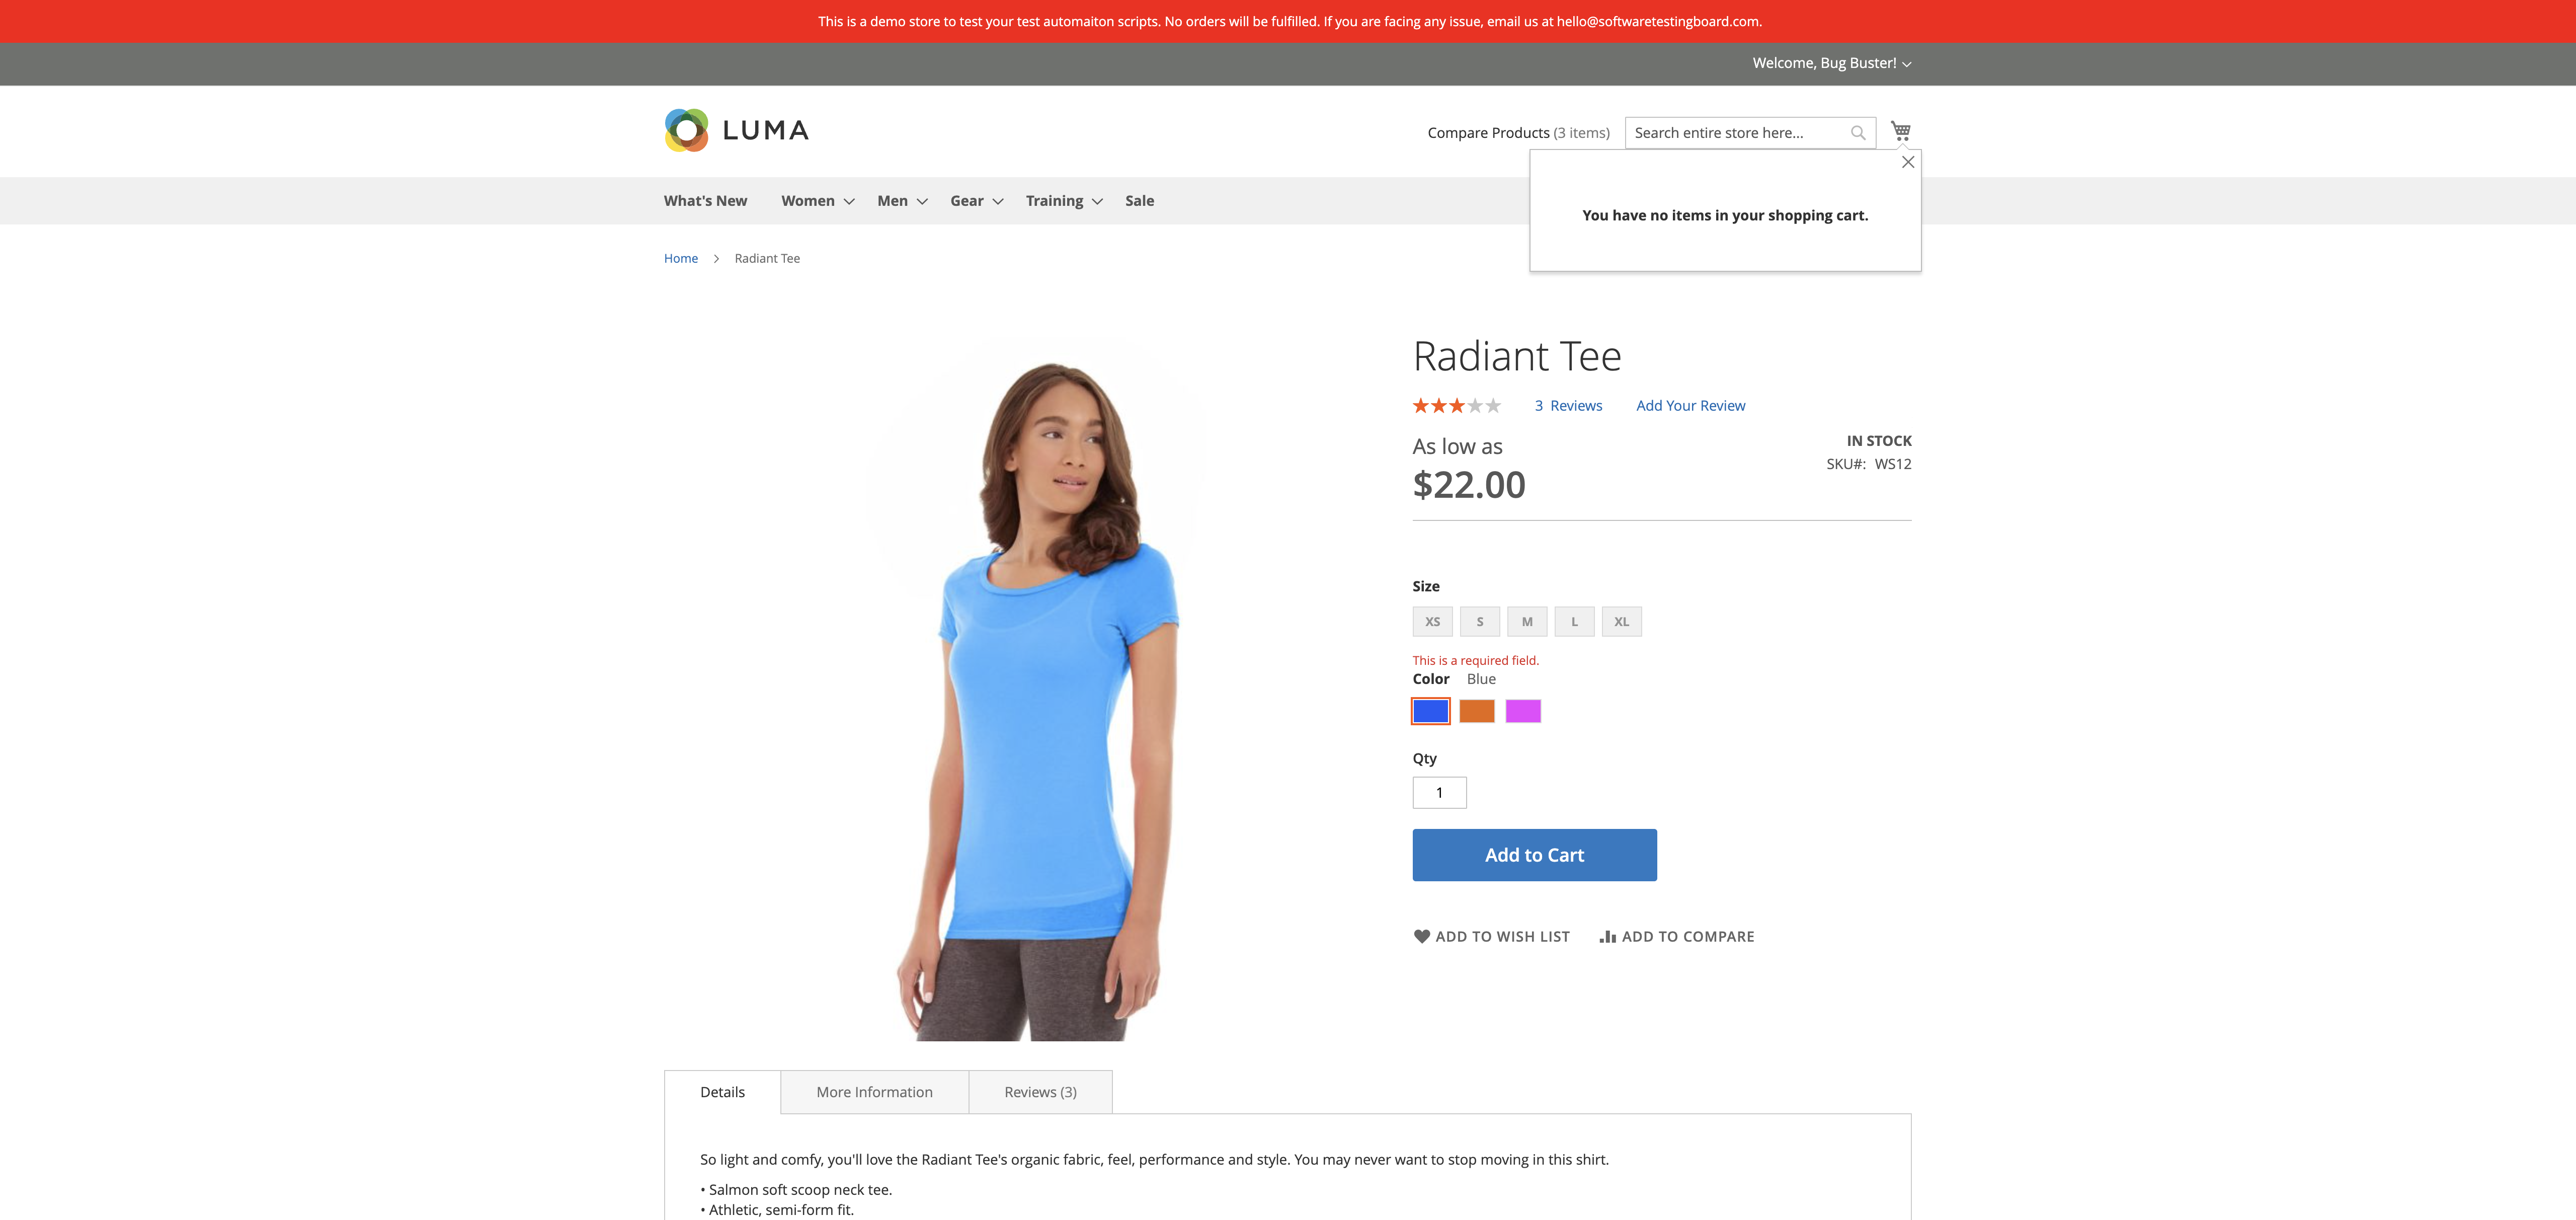 This is a demo store to test your test automaiton scripts. No orders will be fulfilled. If you are facing any issue, email us at hello@softwaretestingboard.com.
Welcome, Bug Buster!
LUMA
Compare Products (3 items)
Search entire store here...
What's New
Women
Men
Gear
Training
Sale
You have no items in your shopping cart.
Home
Radiant Tee
Radiant Tee
3 Reviews
Add Your Review
As low as
$22.00
IN STOCK
SKU#: WS12
Size
XS
S
M
L
XL
This is a required field.
Color Blue
Qty
1
Add to Cart
ADD TO WISH LIST
ADD TO COMPARE
Details
More Information
Reviews (3)
So light and comfy, you'll love the Radiant Tee's organic fabric, feel, performance and style. You may never want to stop moving in this shirt.
• Salmon soft scoop neck tee.
• Athletic, semi-form fit.